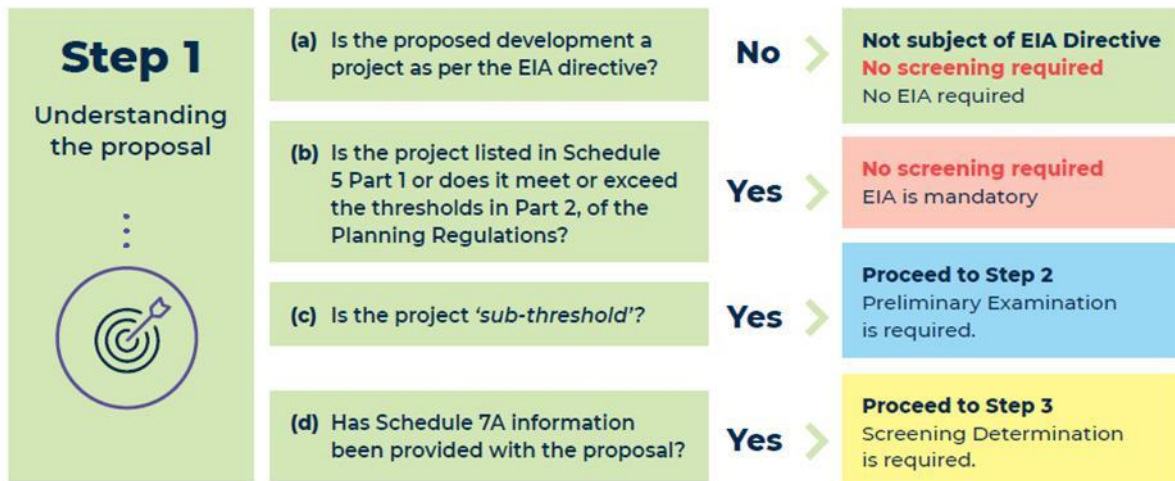 Step 1
Understanding
the proposal
(a) Is the proposed development a
project as per the EIA directive?
No
Not subject of EIA Directive
No screening required
No EIA required
(b) Is the project listed in Schedule
5 Part 1 or does it meet or exceed
the thresholds in Part 2, of the
Planning Regulations?
Yes
No screening required
EIA is mandatory
(c) Is the project ‘sub-threshold’?
Yes
Proceed to Step 2
Preliminary Examination
is required.
(d) Has Schedule 7A information
been provided with the proposal?
Yes
Proceed to Step 3
Screening Determination
is required.